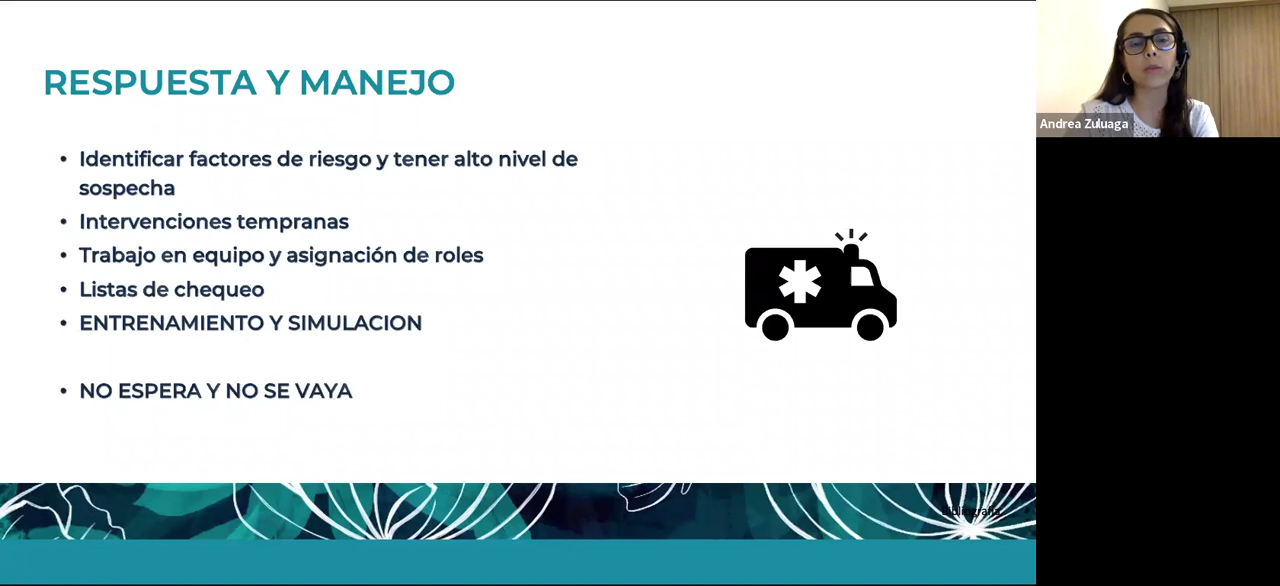 RESPUESTA Y MANEJO
• Identificar factores de riesgo y tener alto nivel de
sospecha
• Intervenciones tempranas
• Trabajo en equipo y asignación de roles
• Listas de chequeo
• ENTRENAMIENTO Y SIMULACION
• NO ESPERA Y NO SE VAYA
Bibliografía
Andrea Zuluaga